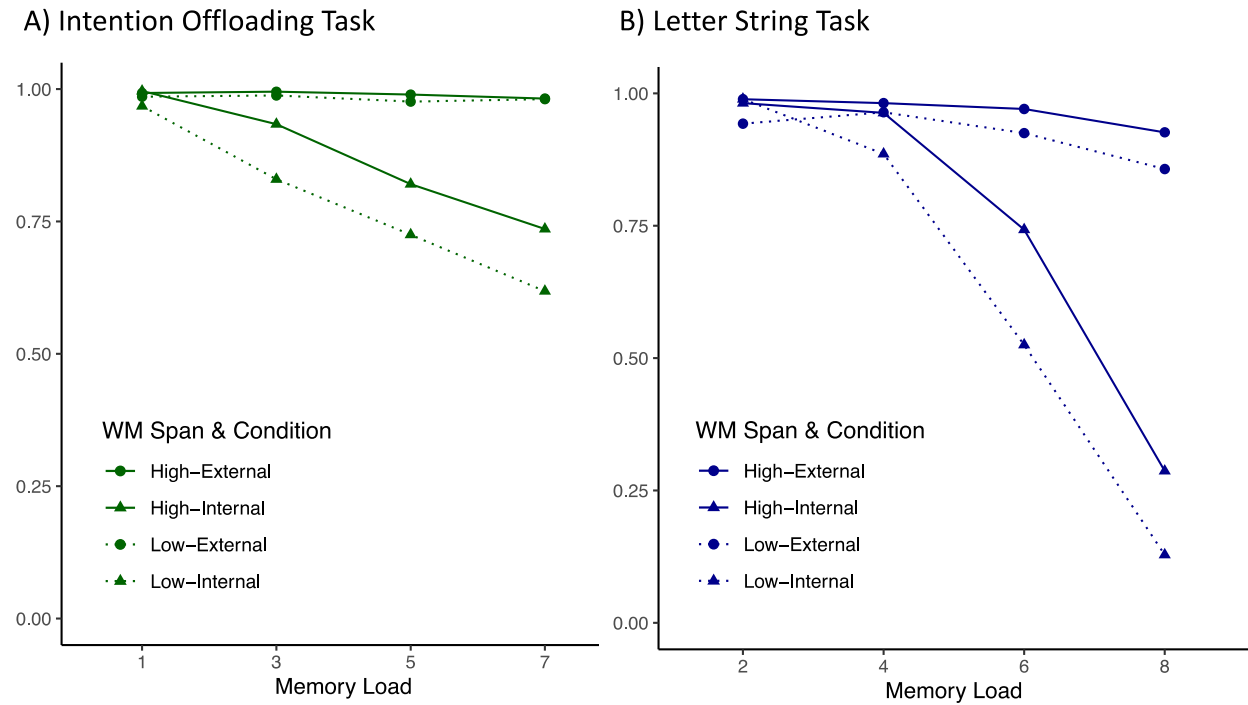 A) Intention Offloading Task
1.00
0.75
0.50
0.25
0.00
WM Span & Condition
High−External
High−Internal
Low−External
Low−Internal
1 3 5 7
Memory Load
B) Letter String Task
1.00
0.75
0.50
0.25
0.00
WM Span & Condition
High−External
High−Internal
Low−External
Low−Internal
2 4 6 8
Memory Load